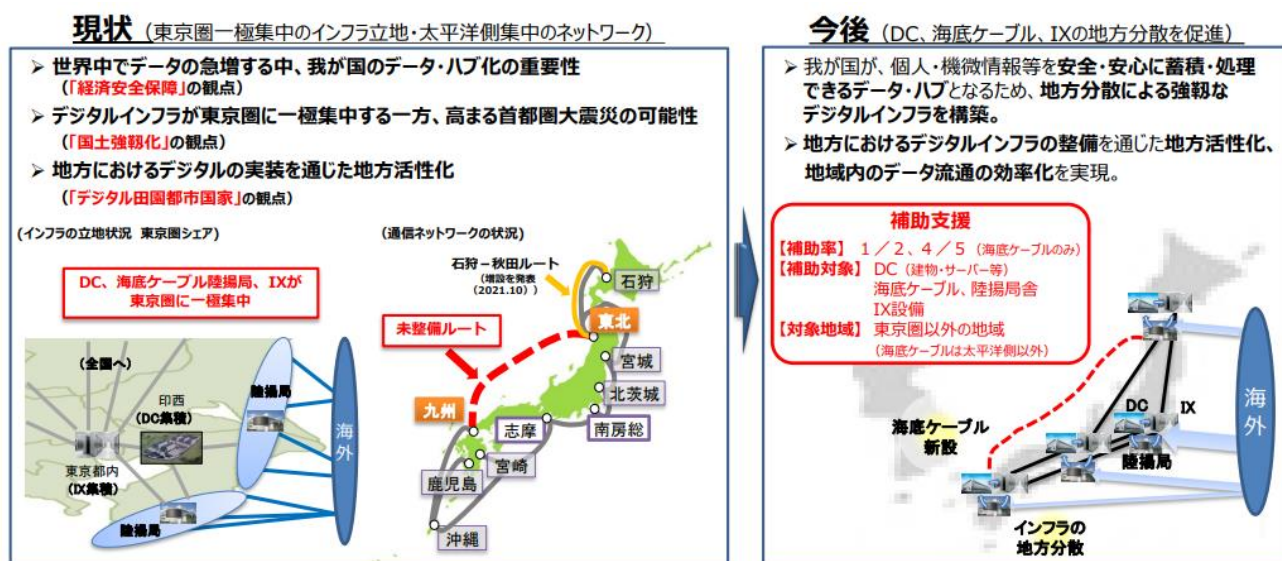 現状（東京圏一極集中のインフラ立地・太平洋側集中のネットワーク）
➢ 世界中でデータの急増する中、我が国のデータ・ハブ化の重要性
（「経済安全保障」の観点）
➢ デジタルインフラが東京圏に一極集中する一方、高まる首都圏大震災の可能性
（「国土強靱化」の観点）
➢ 地方におけるデジタルの実装を通じた地方活性化
（「デジタル田園都市国家」の観点）
(インフラの立地状況 東京圏シェア)
DC、海底ケーブル陸揚局、IXが
東京圏に一極集中
(全国へ)
印西
(DC集積)
東京都内
(IX集積)
陸揚局
陸揚局
海外
（通信ネットワークの状況）
石狩－秋田ルート
（増設を発表
（2021.10））
石狩
未整備ルート
東北
宮城
北茨城
九州
志摩
南房総
宮崎
鹿児島
沖縄
今後（DC、海底ケーブル、IXの地方分散を促進）
➢ 我が国が、個人・機微情報等を安全・安心に蓄積・処理
できるデータ・ハブとなるため、地方分散による強靱な
デジタルインフラを構築。
➢ 地方におけるデジタルインフラの整備を通じた地方活性化、
地域内のデータ流通の効率化を実現。
補助支援
【補助率】 1／2、4／5（海底ケーブルのみ）
【補助対象】 DC（建物・サーバー等）
海底ケーブル、陸揚局舎
IX設備
【対象地域】 東京圏以外の地域
（海底ケーブルは太平洋側以外）
海底ケーブル
新設
DC
IX
陸揚局
海外
インフラの
地方分散